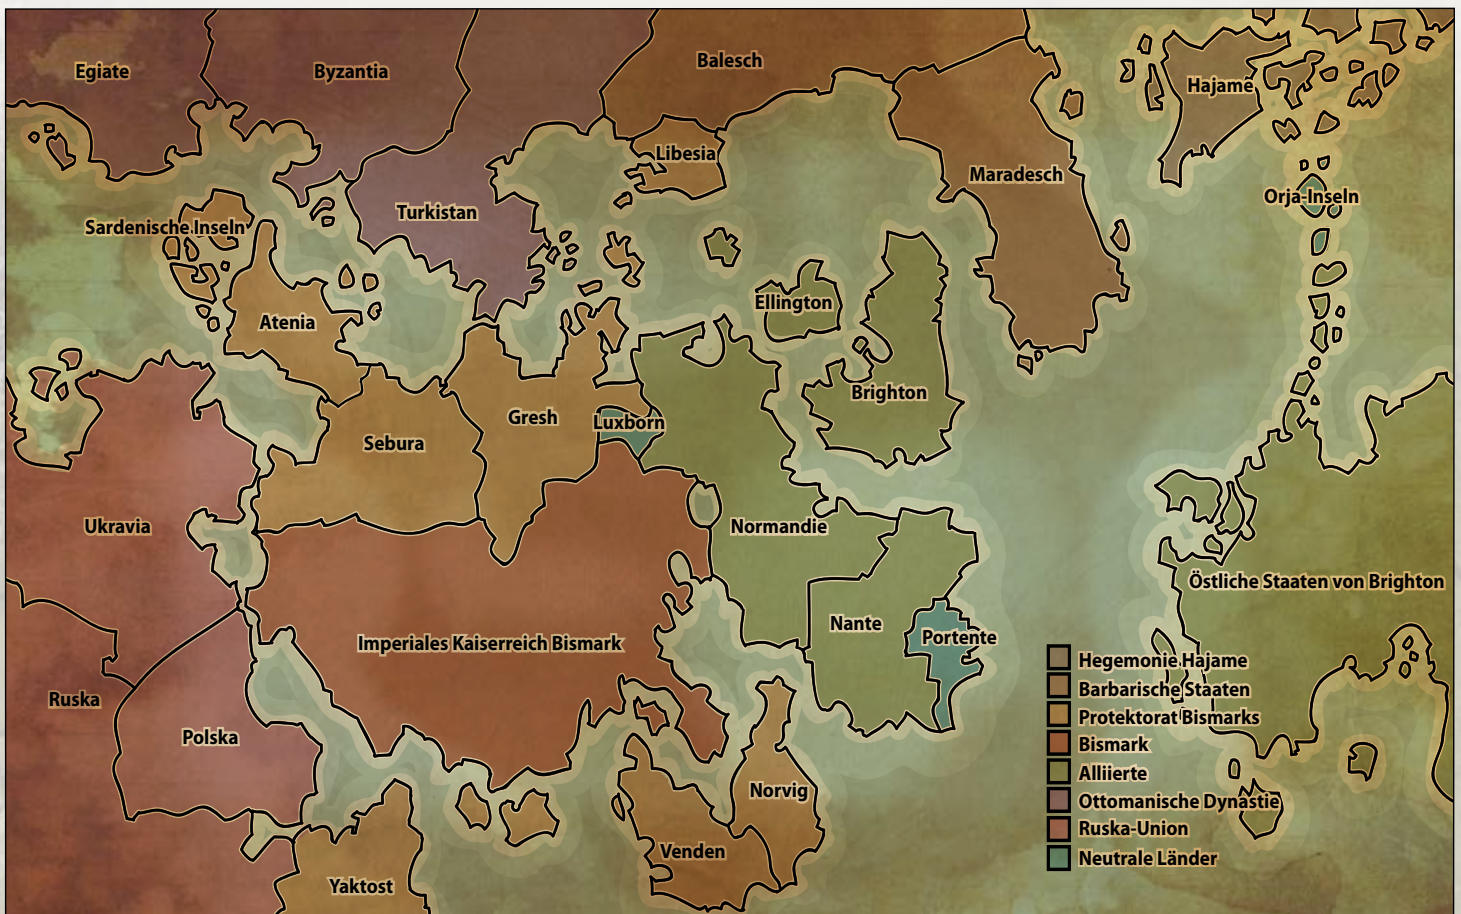 Egiate
Byzantia
Balesch
Hajame
Libesia
Maradesch
Orja-Inseln
Turkistan
Sardenische Inseln
Ellington
Atenia
Brighton
Gresh
Luxborn
Sebura
Ukravia
Normandie
Östliche Staaten von Brighton
Nante
Portente
Imperiales Kaiserreich Bismark
Ruska
Polska
Norvig
Venden
Yaktost
Hegemonie Hajame
Barbarische Staaten
Protektorat Bismarks
Bismark
Alliierte
Ottomanische Dynastie
Ruska-Union
Neutrale Länder